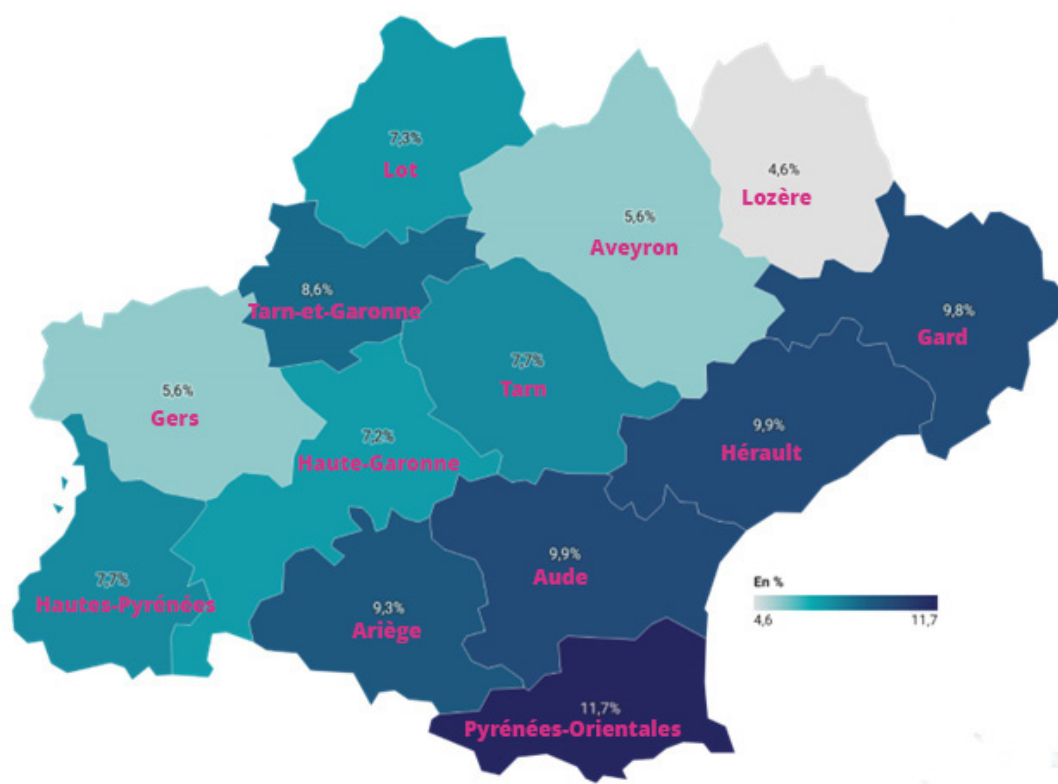 7,3%
Lot
4,6%
Lozère
5,6%
Aveyron
8,6%
Tarn-et-Garonne
9,8%
Gard
7,7%
Tarn
5,6%
Gers
9,9%
Hérault
7,2%
Haute-Garonne
9,9%
Aude
7,7%
Hautes-Pyrénées
9,3%
Ariège
En %
4,6 11,7
11,7%
Pyrénées-Orientales